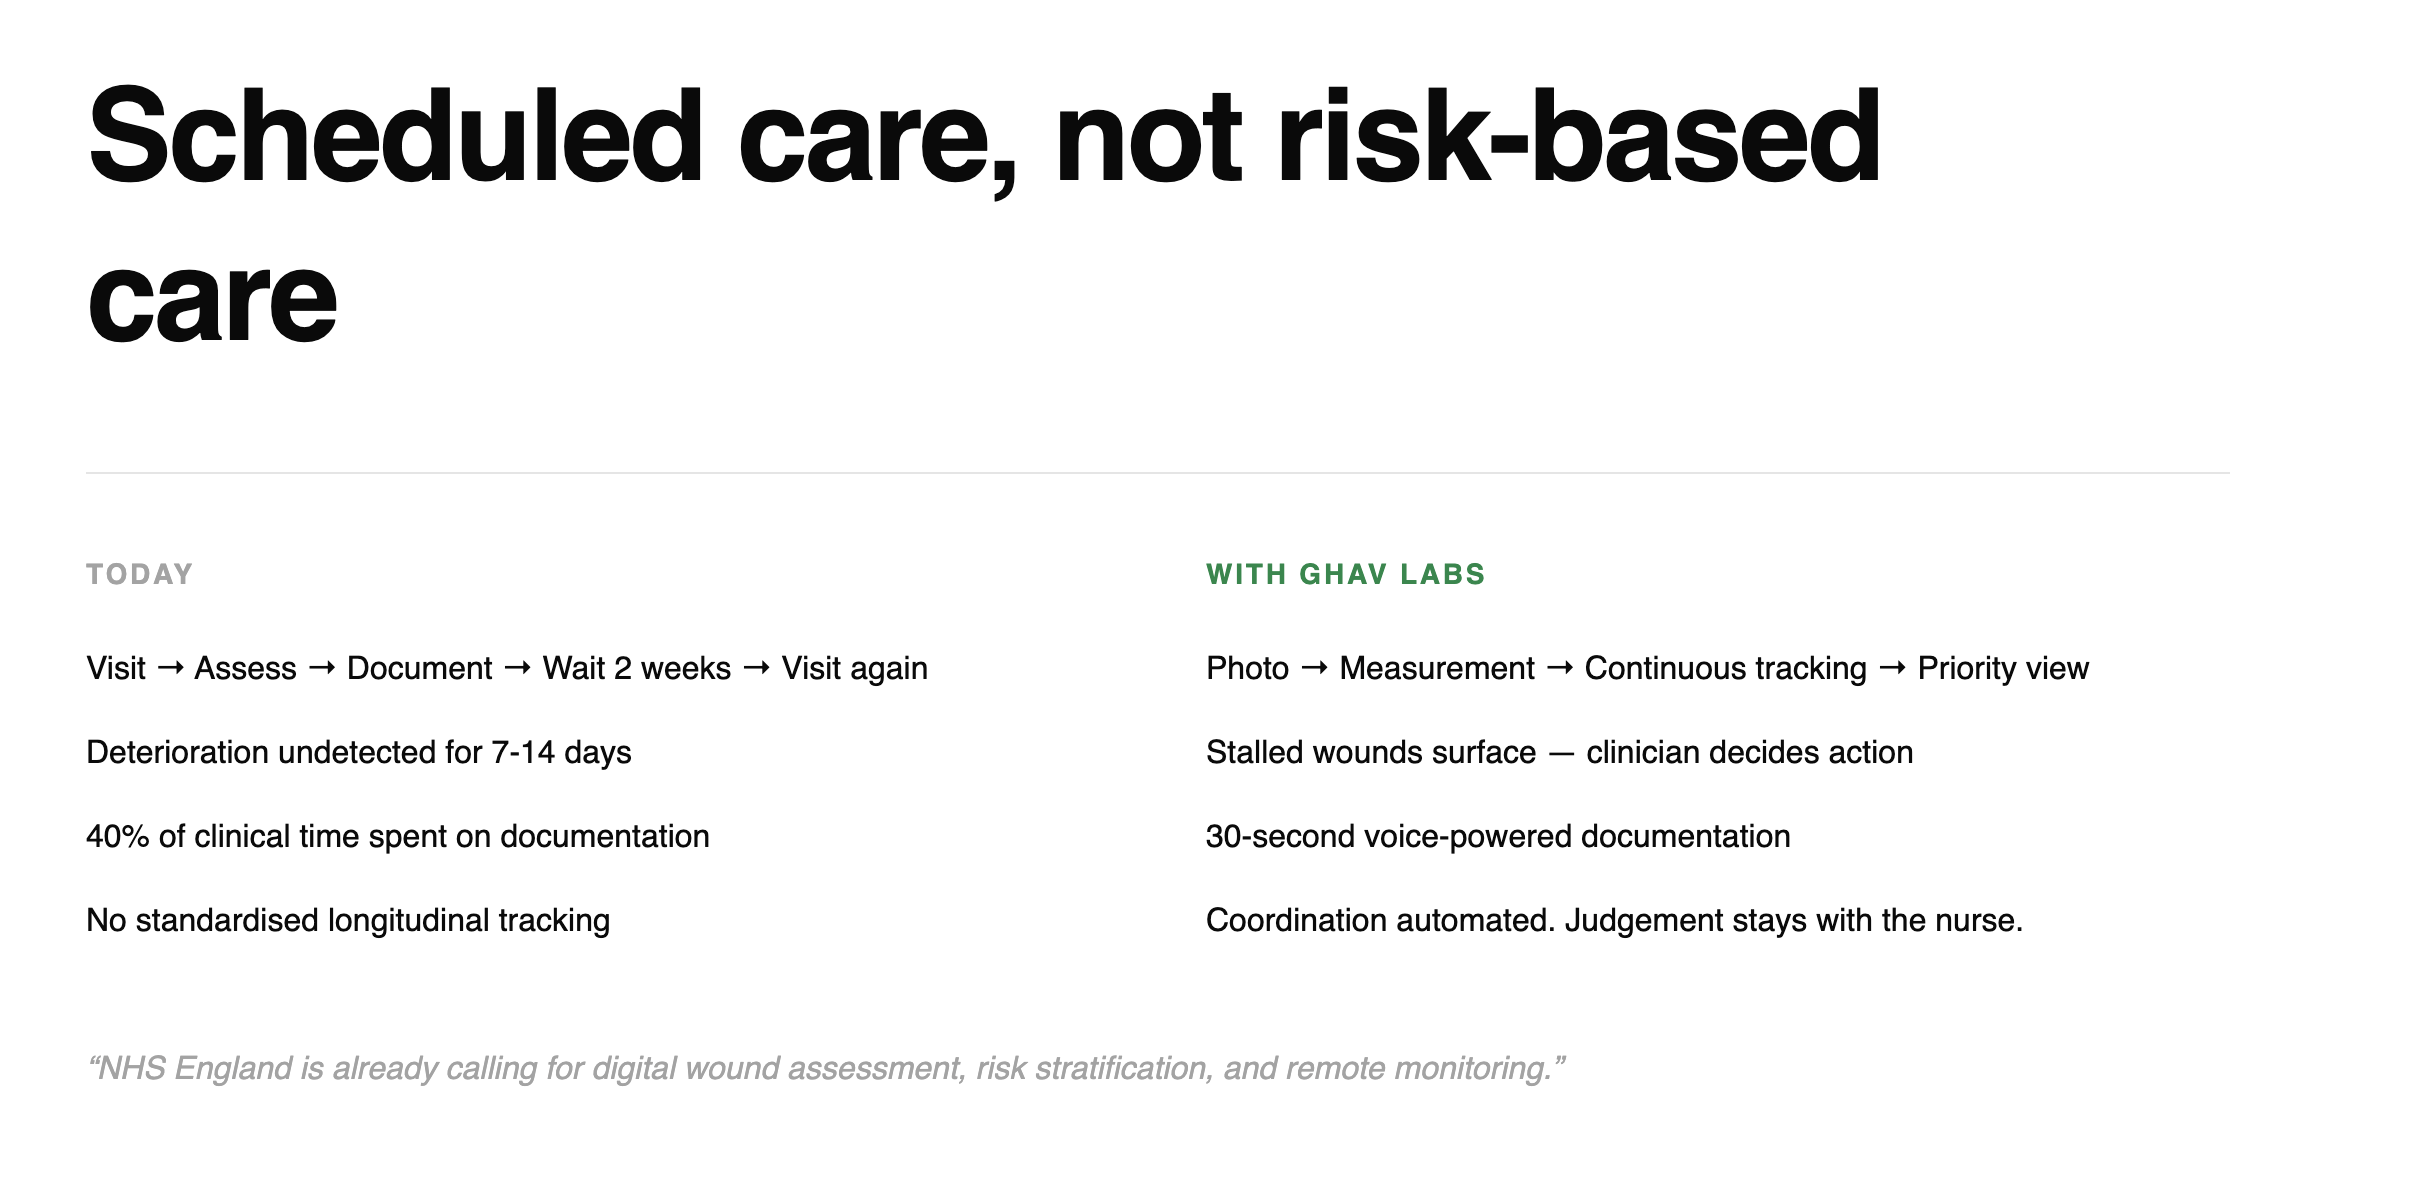 Scheduled care, not risk-based
care
TODAY
Visit → Assess → Document → Wait 2 weeks → Visit again
Deterioration undetected for 7-14 days
40% of clinical time spent on documentation
No standardised longitudinal tracking
WITH GHAV LABS
Photo → Measurement → Continuous tracking → Priority view
Stalled wounds surface — clinician decides action
30-second voice-powered documentation
Coordination automated. Judgement stays with the nurse.
“NHS England is already calling for digital wound assessment, risk stratification, and remote monitoring.”